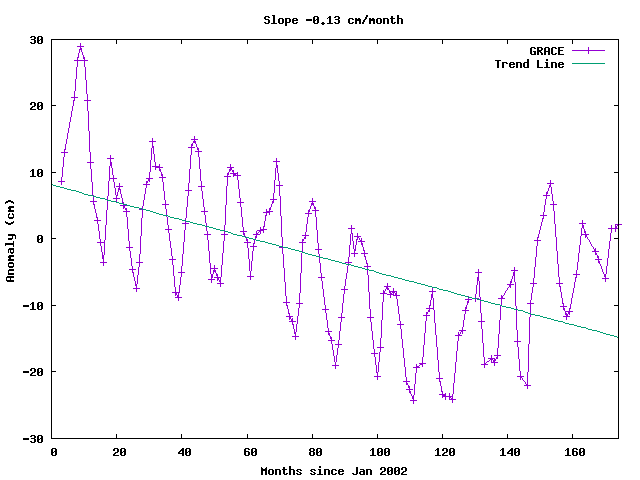 Slope -0.13 cm/month
GRACE
Trend Line
30
20
10
0
-10
-20
-30
Anomaly (cm)
0 20 40 60 80 100 120 140 160
Months since Jan 2002